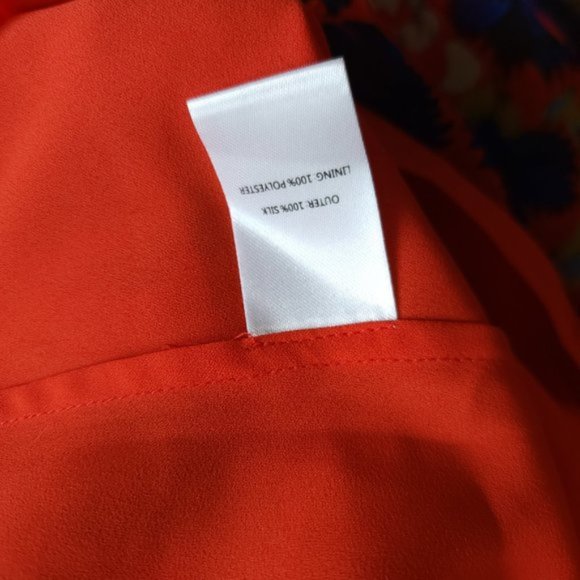 OUTER: 100% SILK
LINING 100% POLYESTER